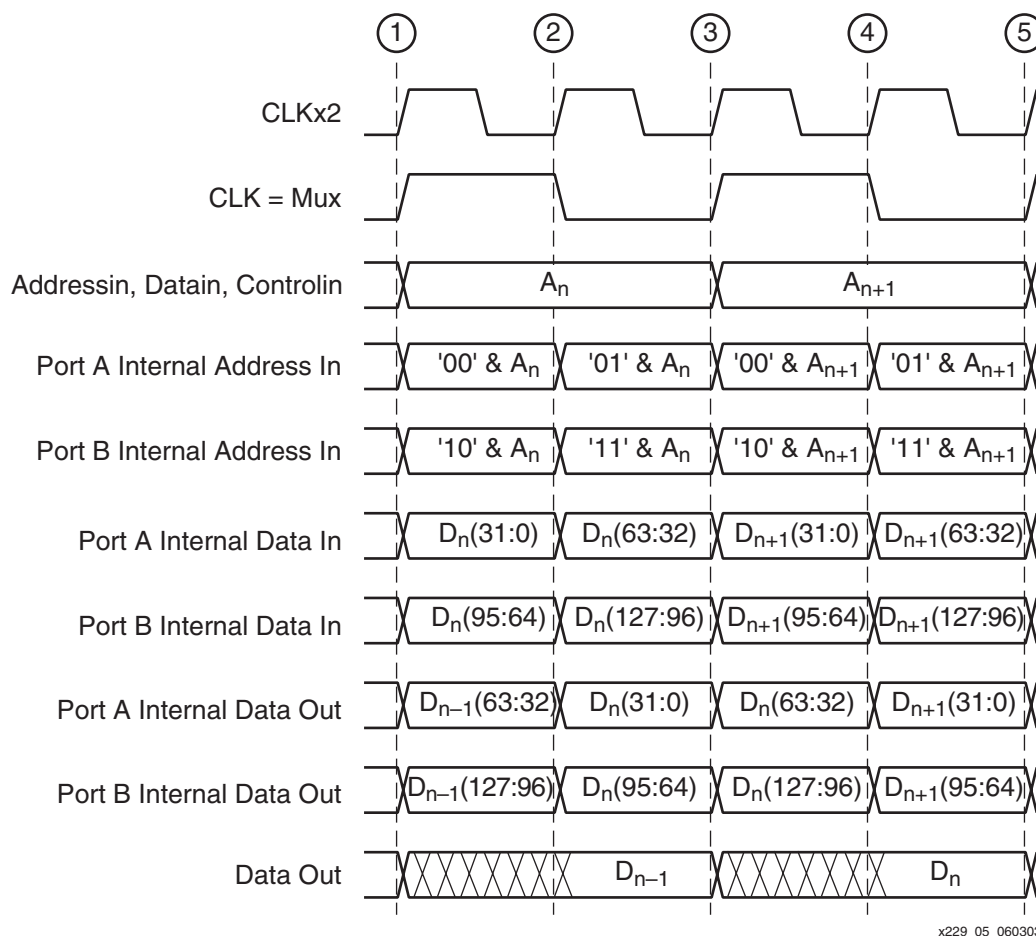 1 2 3 4 5
CLKx2
CLK = Mux
Addressin, Datain, Controlin Aₙ Aₙ₊₁
Port A Internal Address In '00' & Aₙ '01' & Aₙ '00' & Aₙ₊₁ '01' & Aₙ₊₁
Port B Internal Address In '10' & Aₙ '11' & Aₙ '10' & Aₙ₊₁ '11' & Aₙ₊₁
Port A Internal Data In Dₙ(31:0) Dₙ(63:32) Dₙ₊₁(31:0) Dₙ₊₁(63:32)
Port B Internal Data In Dₙ(95:64) Dₙ(127:96) Dₙ₊₁(95:64) Dₙ₊₁(127:96)
Port A Internal Data Out Dₙ₋₁(63:32) Dₙ(31:0) Dₙ(63:32) Dₙ₊₁(31:0)
Port B Internal Data Out Dₙ₋₁(127:96) Dₙ(95:64) Dₙ(127:96) Dₙ₊₁(95:64)
Data Out Dₙ₋₁ Dₙ
x229_05_0603